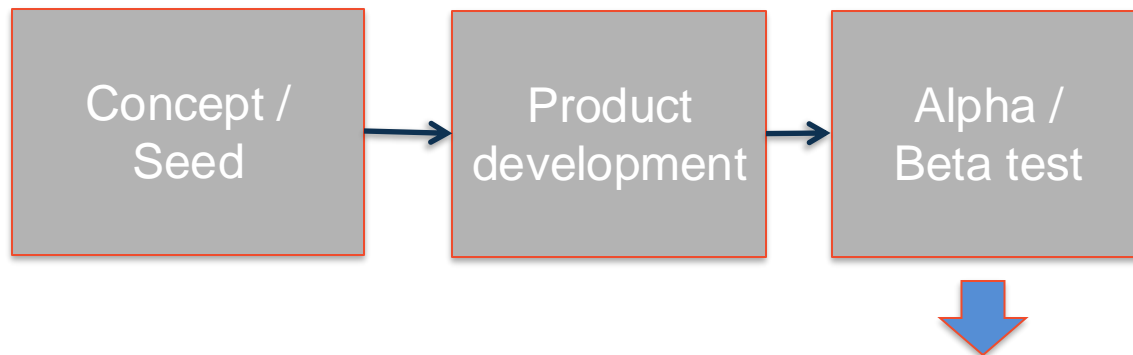 Concept /
Seed
Product
development
Alpha /
Beta test